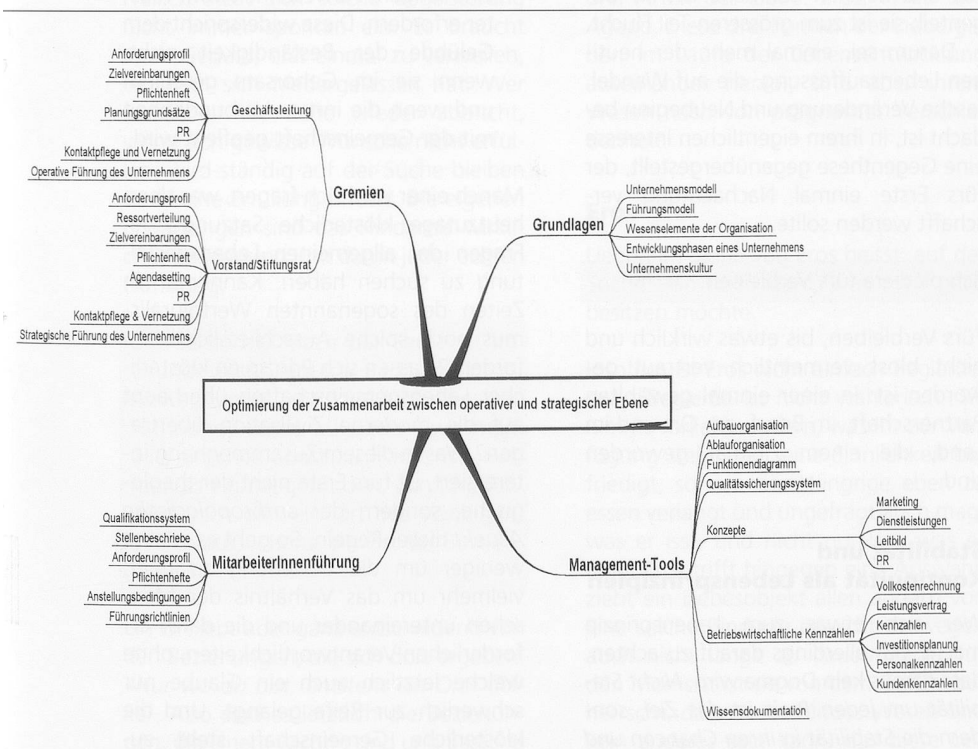 Anforderungsprofil
Zielvereinbarungen
Pflichtenheft
Planungsgrundsätze
PR
Kontaktpflege und Vernetzung
Operative Führung des Unternehmens
Geschäftsleitung
Anforderungsprofil
Ressortverteilung
Zielvereinbarungen
Pflichtenheft
Agendasetting
PR
Kontaktpflege & Vernetzung
Strategische Führung des Unternehmens
Vorstand/Stiftungsrat
Gremien
Grundlagen
Unternehmensmodell
Führungsmodell
Wesenselemente der Organisation
Entwicklungsphasen eines Unternehmens
Unternehmenskultur
Optimierung der Zusammenarbeit zwischen operativer und strategischer Ebene
Qualifikationssystem
Stellenbeschriebe
Anforderungsprofil
Pflichtenhefte
Anstellungsbedingungen
Führungsrichtlinien
MitarbeiterInnenführung
Management-Tools
Aufbauorganisation
Ablauforganisation
Funktionendiagramm
Qualitätssicherungssystem
Konzepte
Marketing
Dienstleistungen
Leitbild
PR
Betriebswirtschaftliche Kennzahlen
Vollkostenrechnung
Leistungsvertrag
Kennzahlen
Investitionsplanung
Personalkennzahlen
Kundenkennzahlen
Wissensdokumentation